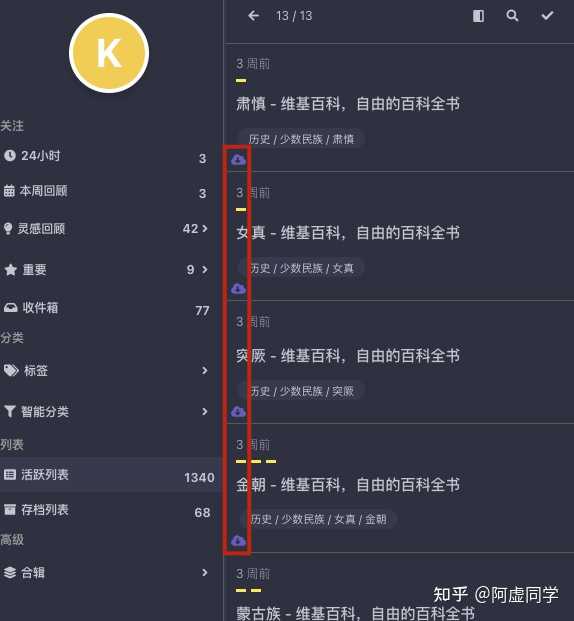 K
关注
24小时 3
本周回顾 3
灵感回顾 42
重要 9
收件箱 77
分类
标签
智能分类
列表
活跃列表 1340
存档列表 68
高级
合辑
13 / 13
3 周前
肃慎 - 维基百科，自由的百科全书
历史 / 少数民族 / 肃慎
3 周前
女真 - 维基百科，自由的百科全书
历史 / 少数民族 / 女真
3 周前
突厥 - 维基百科，自由的百科全书
历史 / 少数民族 / 突厥
3 周前
金朝 - 维基百科，自由的百科全书
历史 / 少数民族 / 女真 / 金朝
3 周前
蒙古族 - 维基百科，自由的百科全书
知乎 @阿虚同学